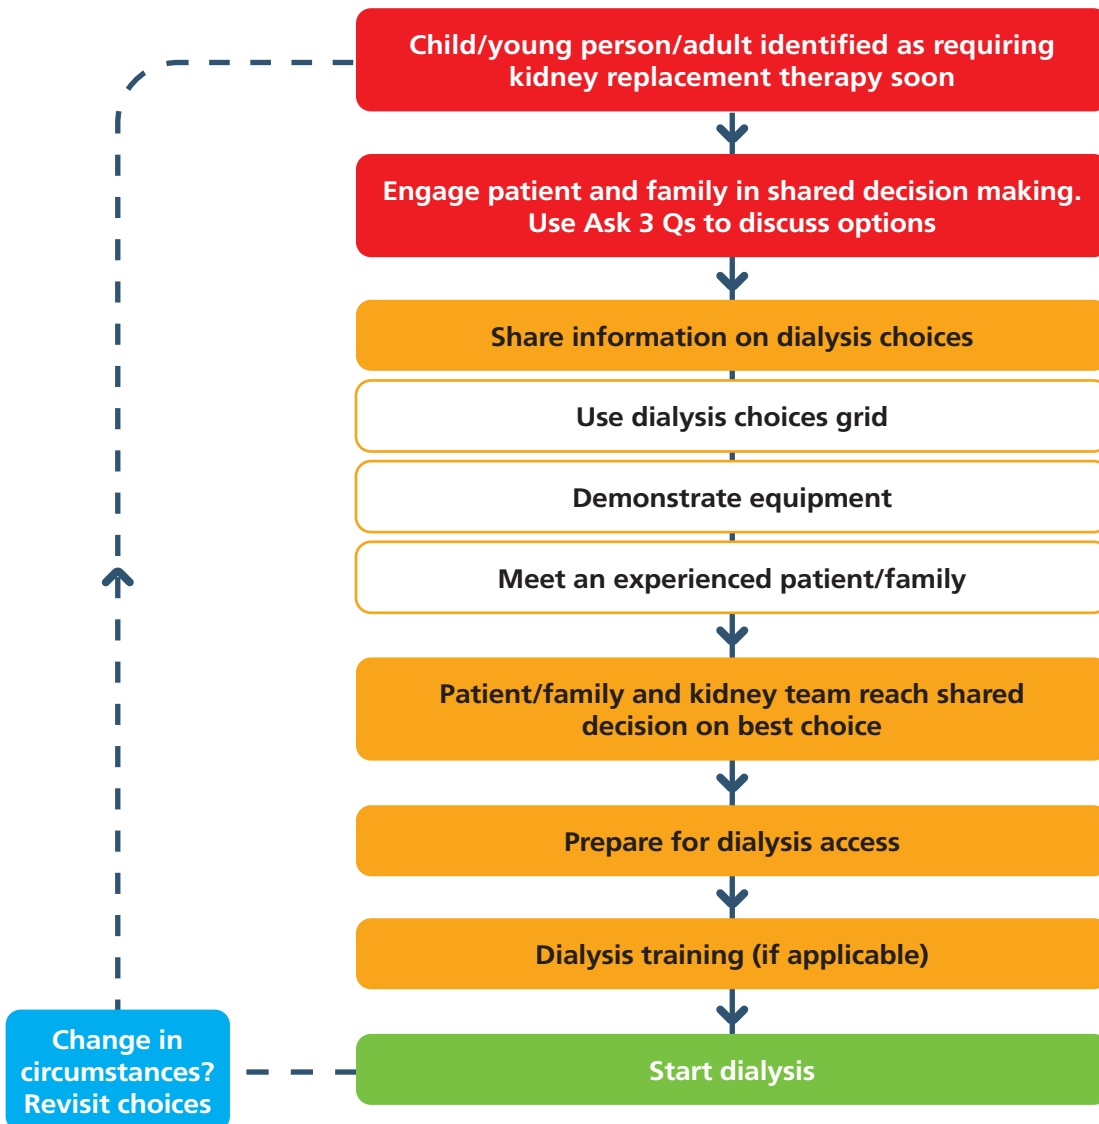 Child/young person/adult identified as requiring
kidney replacement therapy soon
Engage patient and family in shared decision making.
Use Ask 3 Qs to discuss options
Share information on dialysis choices
Use dialysis choices grid
Demonstrate equipment
Meet an experienced patient/family
Patient/family and kidney team reach shared
decision on best choice
Prepare for dialysis access
Dialysis training (if applicable)
Start dialysis
Change in
circumstances?
Revisit choices